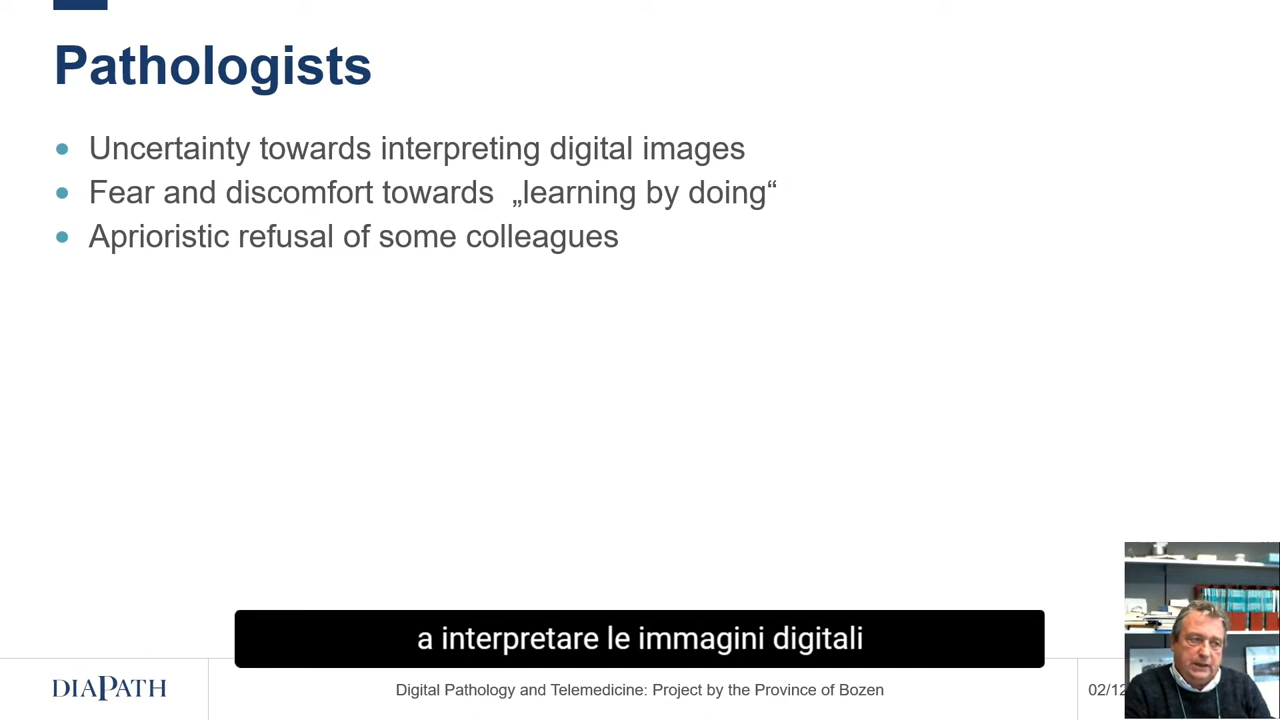 Pathologists
Uncertainty towards interpreting digital images
Fear and discomfort towards „learning by doing“
Aprioristic refusal of some colleagues
a interpretare le immagini digitali
DIAPATH
Digital Pathology and Telemedicine: Project by the Province of Bozen
02/12